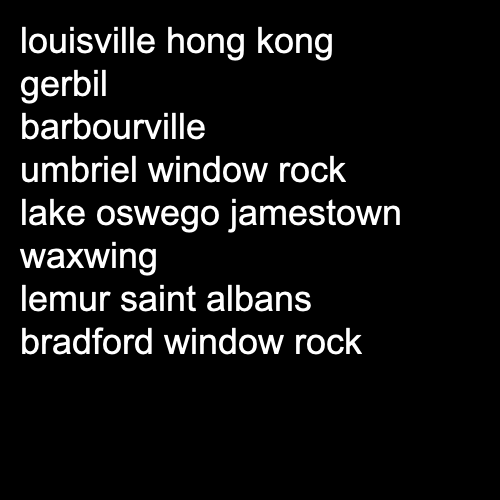 louisville hong kong
gerbil
barbourville
umbriel window rock
lake oswego jamestown
waxwing
lemur saint albans
bradford window rock